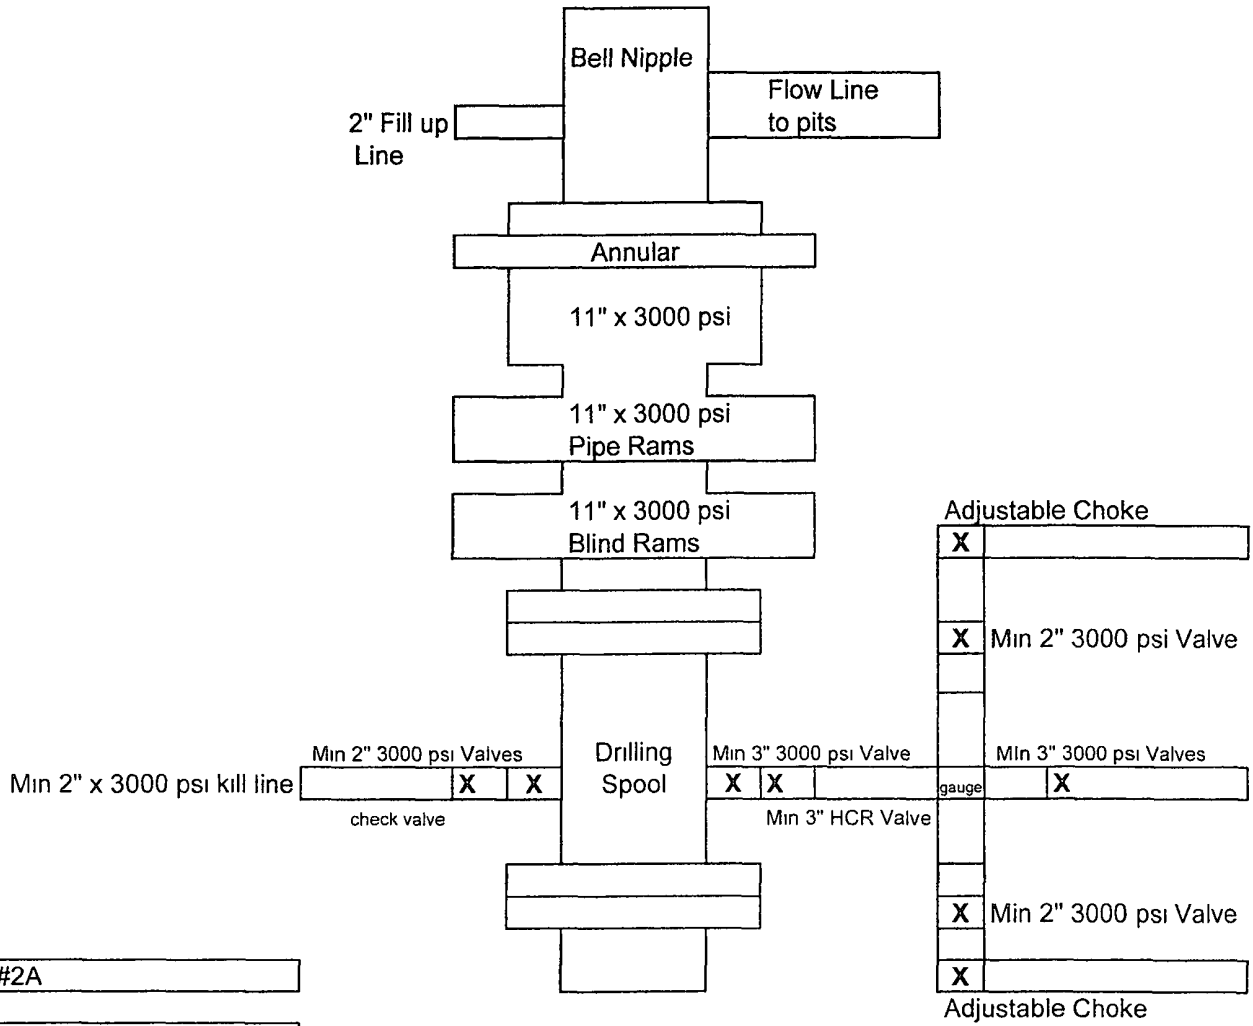 Bell Nipple
Flow Line
to pits
2" Fill up
Line
Annular
11" x 3000 psi
11" x 3000 psi
Pipe Rams
11" x 3000 psi
Blind Rams
Adjustable Choke
X
X Min 2" 3000 psi Valve
Min 2" 3000 psi Valves
Drilling
Spool
Min 3" 3000 psi Valve
Min 3" 3000 psi Valves
Min 2" x 3000 psi kill line
X X
X X
gauge
X
check valve
Min 3" HCR Valve
X Min 2" 3000 psi Valve
#2A
X
Adjustable Choke